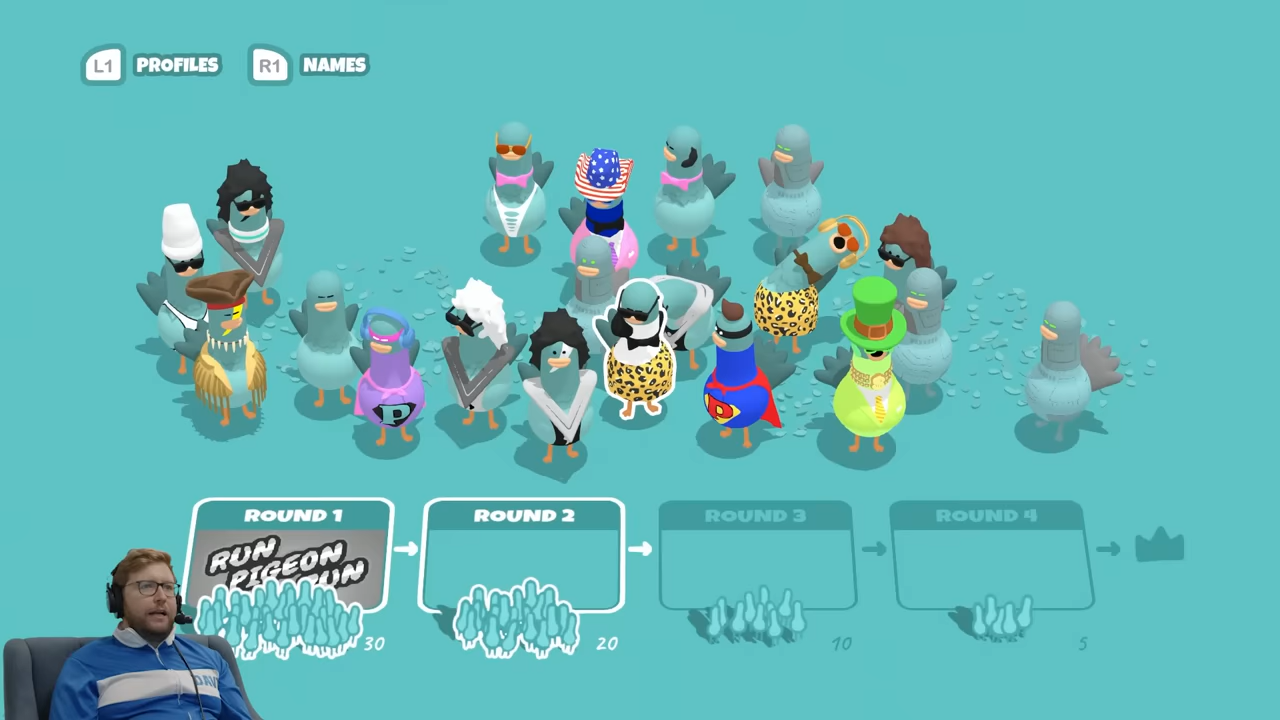 L1 PROFILES R1 NAMES
P
P
ROUND 1 ROUND 2 ROUND 3 ROUND 4
RUN
PIGEON
RUN
30 20 10 5